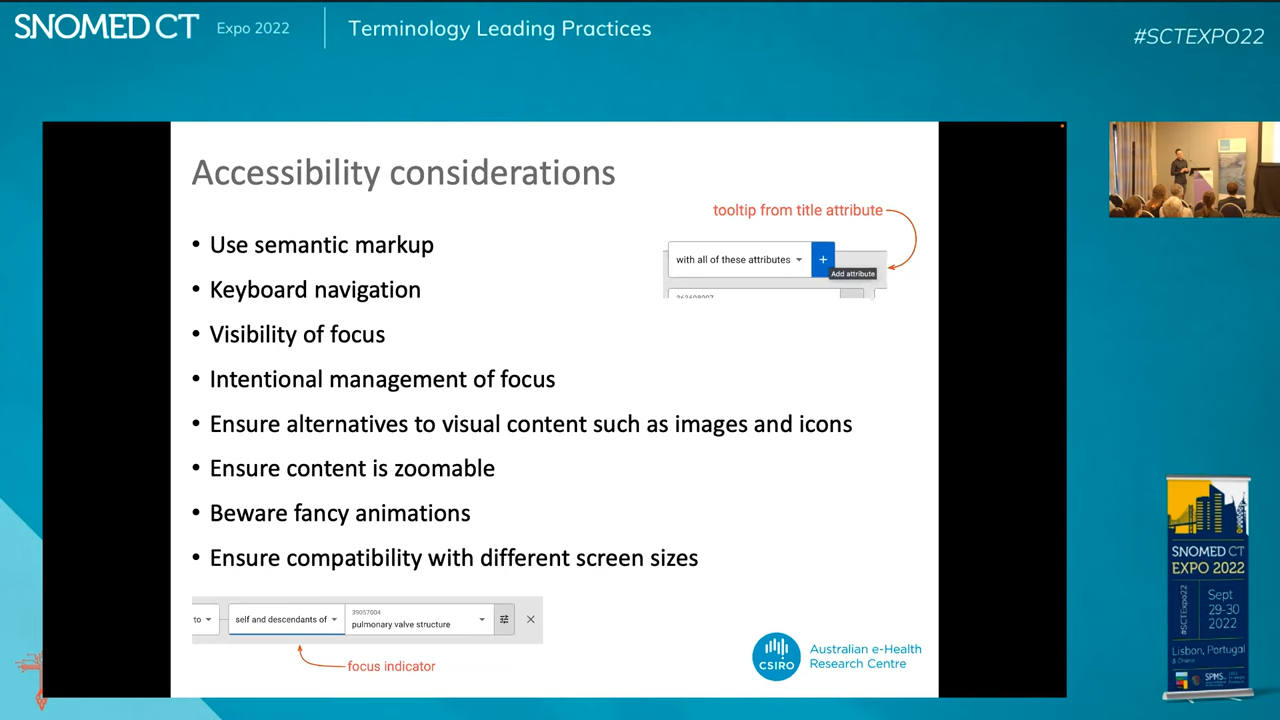 SNOMED CT Expo 2022
Terminology Leading Practices
#SCTEXPO22
Accessibility considerations
tooltip from title attribute
with all of these attributes
+
Add attribute
• Use semantic markup
• Keyboard navigation
• Visibility of focus
• Intentional management of focus
• Ensure alternatives to visual content such as images and icons
• Ensure content is zoomable
• Beware fancy animations
• Ensure compatibility with different screen sizes
to
self and descendants of
39057004
pulmonary valve structure
focus indicator
CSIRO
Australian e-Health
Research Centre
SNOMED CT
EXPO 2022
#SCTExpo22
Sept
29-30
2022
Lisbon, Portugal
& Online
SPMS